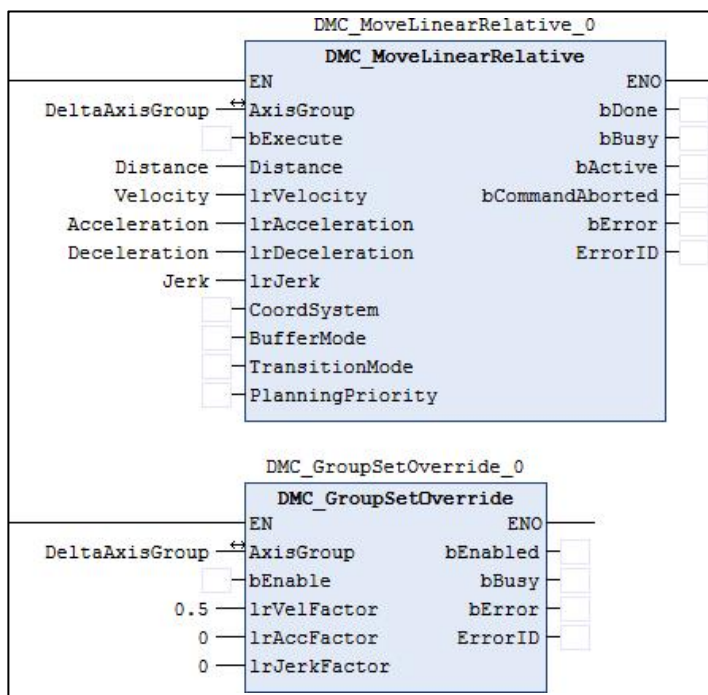 DMC_MoveLinearRelative_0
DMC_MoveLinearRelative
EN ENO
DeltaAxisGroup AxisGroup bDone
bExecute bBusy
Distance Distance bActive
Velocity lrVelocity bCommandAborted
Acceleration lrAcceleration bError
Deceleration lrDeceleration ErrorID
Jerk lrJerk
CoordSystem
BufferMode
TransitionMode
PlanningPriority
DMC_GroupSetOverride_0
DMC_GroupSetOverride
EN ENO
DeltaAxisGroup AxisGroup bEnabled
bEnable bBusy
0.5 lrVelFactor bError
0 lrAccFactor ErrorID
0 lrJerkFactor